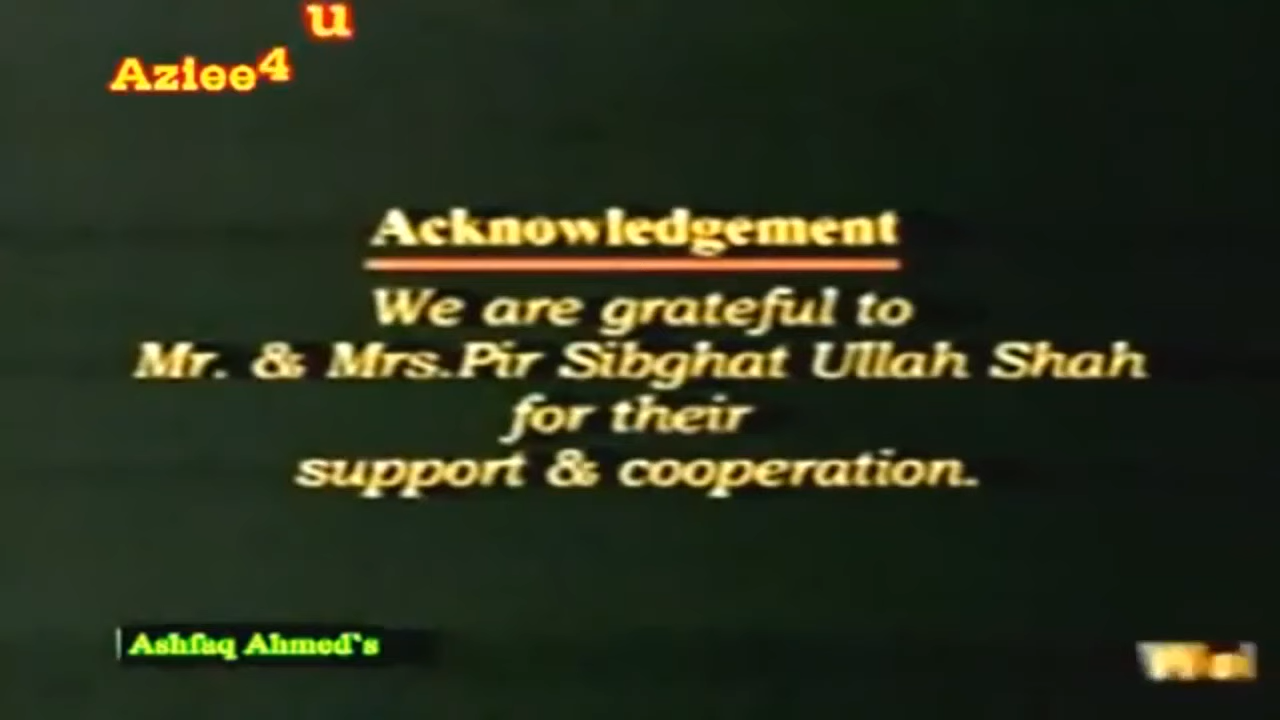 Aziee4u
Acknowledgement
We are grateful to
Mr. & Mrs.Pir Sibghat Ullah Shah
for their
support & cooperation.
Ashfaq Ahmed`s